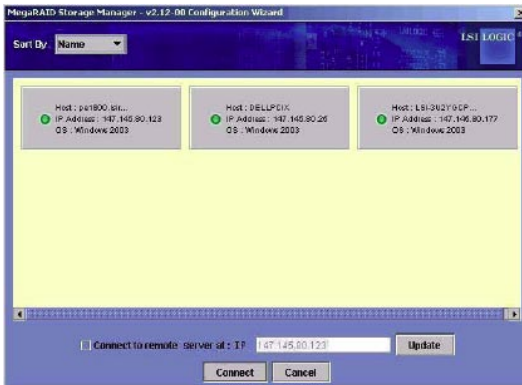 MegaRAID Storage Manager - v2.12-00 Configuration Wizard
Sort By Name
LSI LOGIC
Host : pe1800.lsil...
IP Address : 147.145.80.123
OS : Windows 2003
Host : DELLPCIX
IP Address : 147.145.80.26
OS : Windows 2003
Host : LSI-3U2YGCP...
IP Address : 147.145.80.177
OS : Windows 2003
Connect to remote server at : IP 147.145.80.123 Update
Connect Cancel